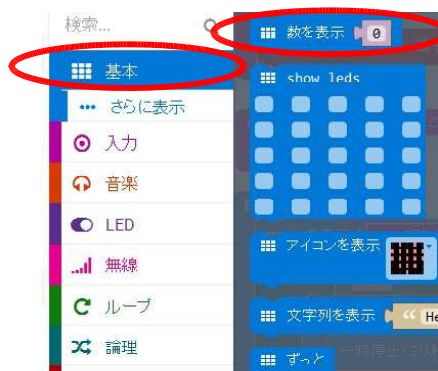 検索...
基本
さらに表示
入力
音楽
LED
無線
ループ
論理
数を表示 0
show leds
アイコンを表示
文字列を表示 “ He
ずっと